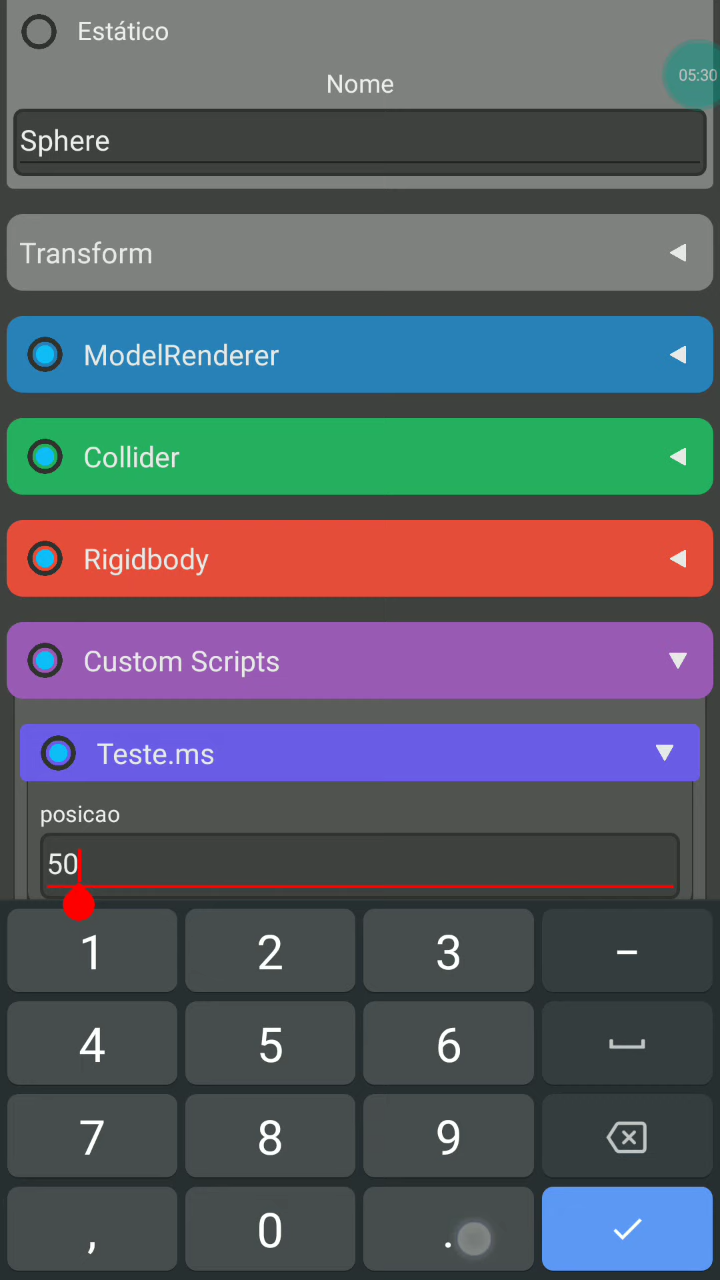 Estático
Nome
05:30
Sphere
Transform
ModelRenderer
Collider
Rigidbody
Custom Scripts
Teste.ms
posicao
50
1 2 3 –
4 5 6
7 8 9
, 0 .